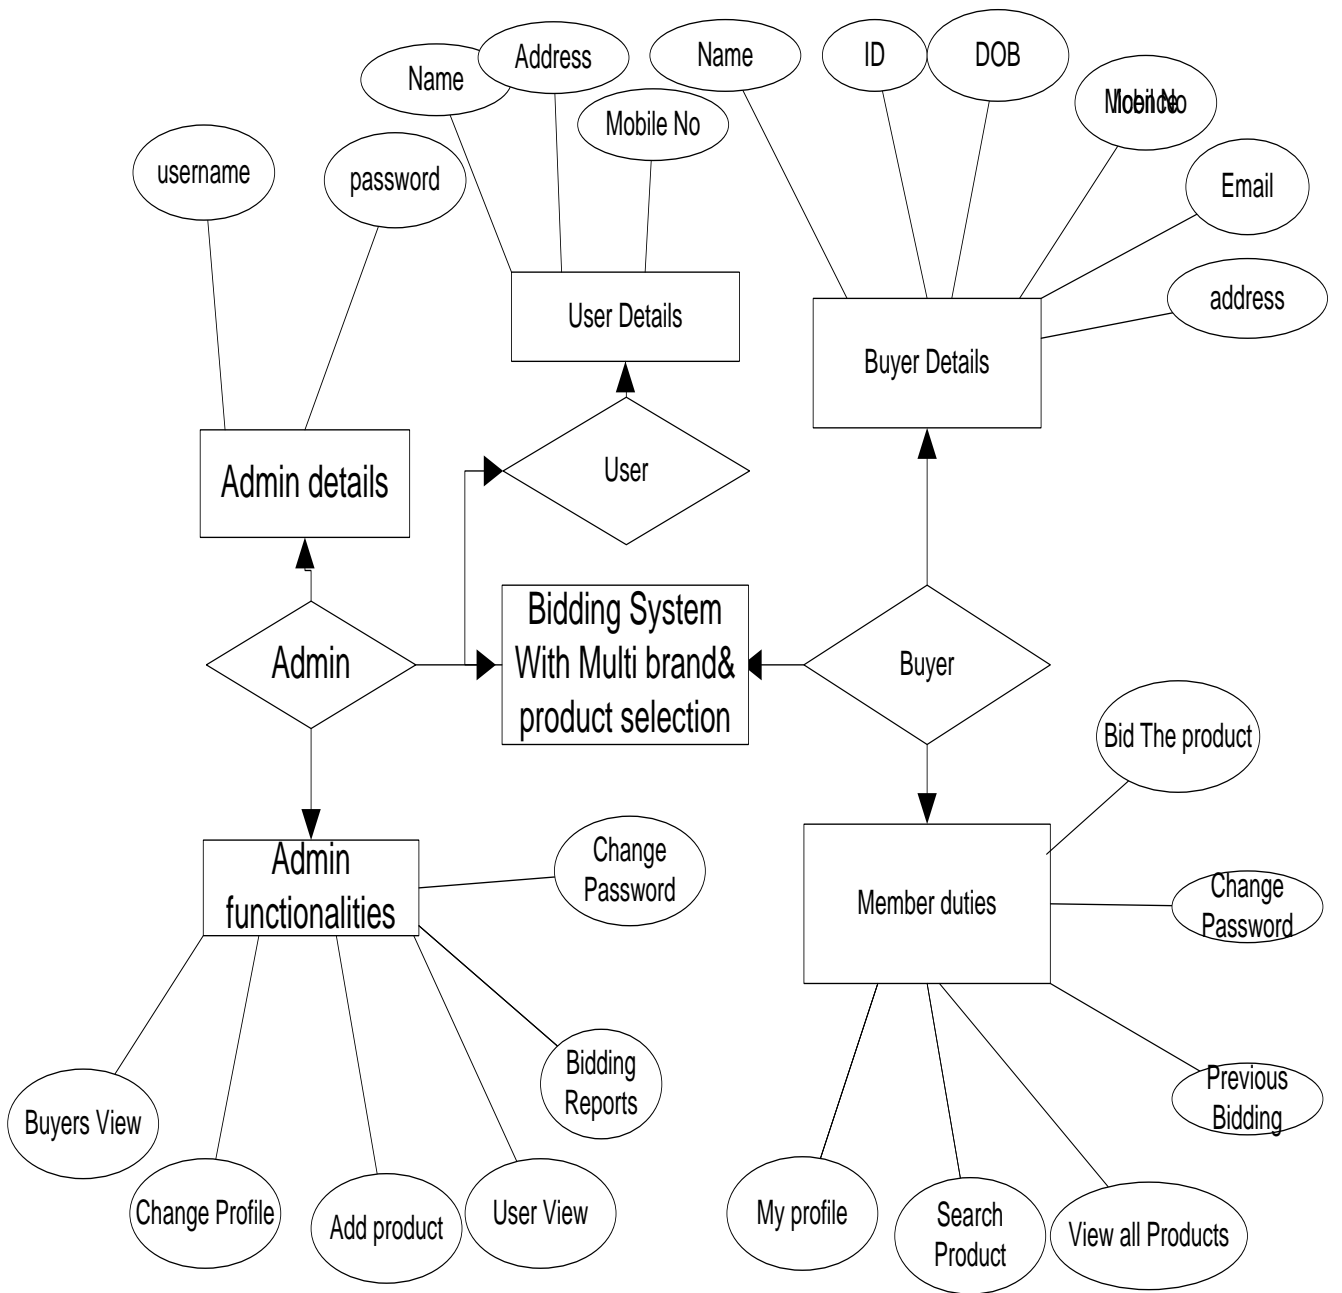 Name
Address
Mobile No
Name
ID
DOB
Mobile No
Email
address
username
password
User Details
Buyer Details
Admin details
User
Admin
Bidding System
With Multi brand&
product selection
Buyer
Bid The product
Admin
functionalities
Change
Password
Member duties
Change
Password
Bidding
Reports
Previous
Bidding
Buyers View
Change Profile
Add product
User View
My profile
Search
Product
View all Products